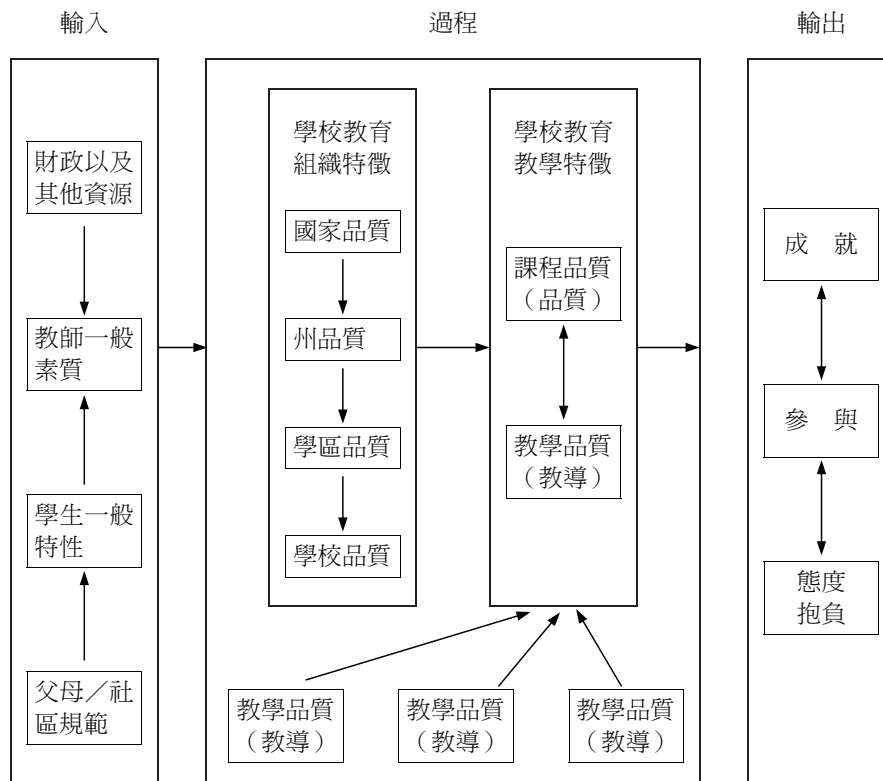 輸入
過程
輸出
財政以及
其他資源
教師一般
素質
學生一般
特性
父母／社
區規範
學校教育
組織特徵
國家品質
州品質
學區品質
學校品質
學校教育
教學特徵
課程品質
（品質）
教學品質
（教導）
教學品質
（教導）
教學品質
（教導）
教學品質
（教導）
成　就
參　與
態度
抱負